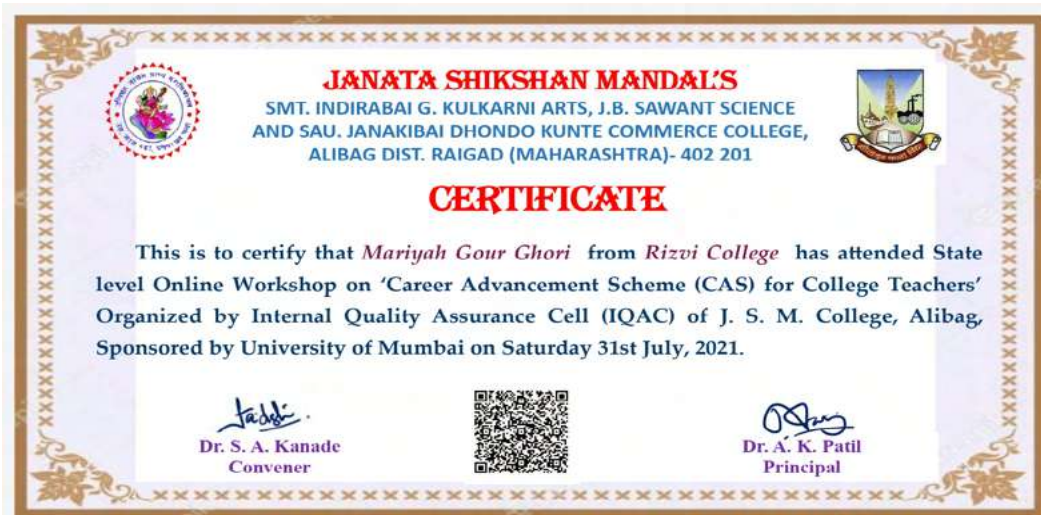 JANATA SHIKSHAN MANDAL'S
SMT. INDIRABAI G. KULKARNI ARTS, J.B. SAWANT SCIENCE
AND SAU. JANAKIBAI DHONDO KUNTE COMMERCE COLLEGE,
ALIBAG DIST. RAIGAD (MAHARASHTRA)- 402 201
CERTIFICATE
This is to certify that Mariyah Gour Ghori from Rizvi College has attended State
level Online Workshop on ‘Career Advancement Scheme (CAS) for College Teachers’
Organized by Internal Quality Assurance Cell (IQAC) of J. S. M. College, Alibag,
Sponsored by University of Mumbai on Saturday 31st July, 2021.
Dr. S. A. Kanade
Convener
Dr. A. K. Patil
Principal